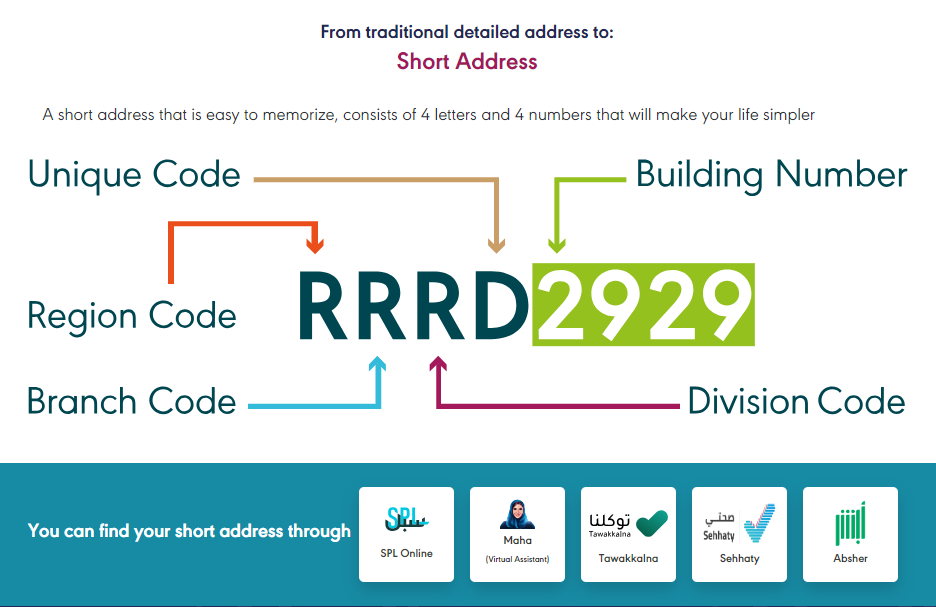 From traditional detailed address to:
Short Address
A short address that is easy to memorize, consists of 4 letters and 4 numbers that will make your life simpler
Unique Code
Building Number
Region Code
RRRD2929
Branch Code
Division Code
You can find your short address through
SPL
سبل
SPL Online
Maha
(Virtual Assistant)
توكلنا
Tawakkalna
Tawakkalna
صحتي
Sehhaty
Sehhaty
أبشر
Absher